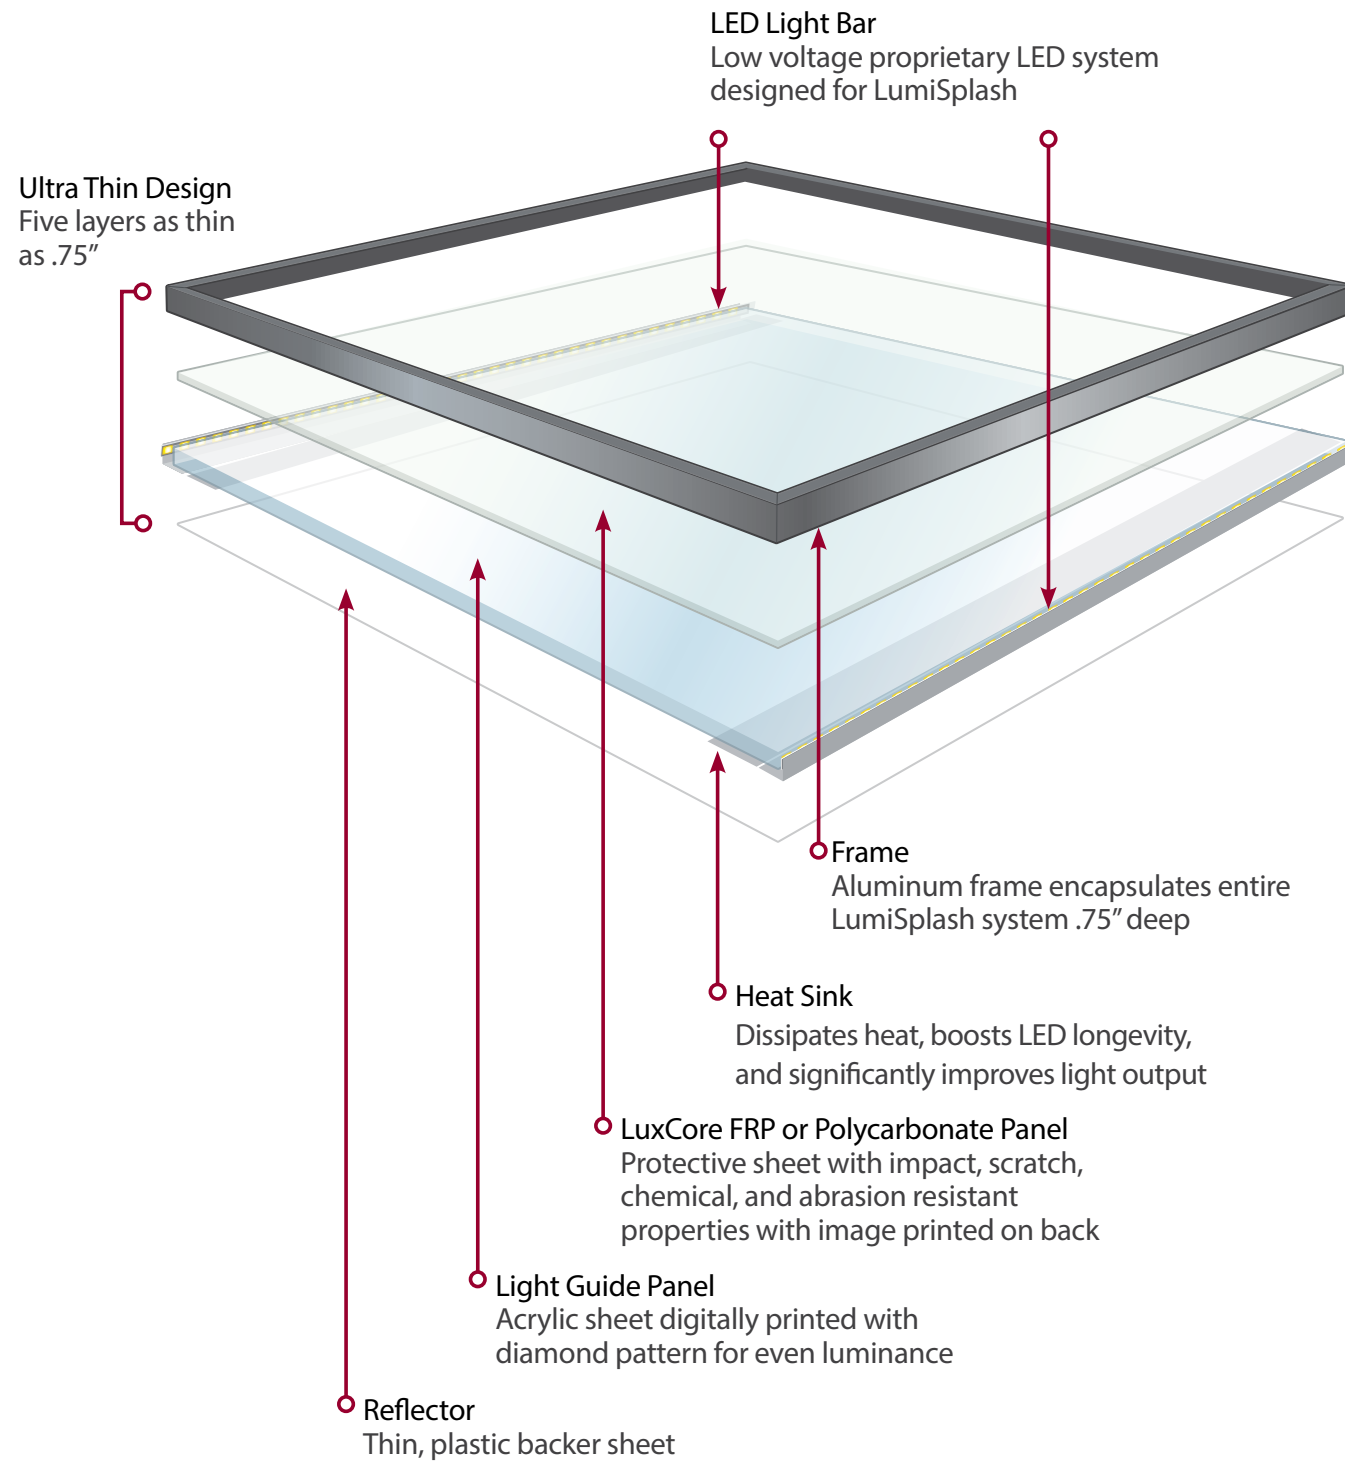 LED Light Bar
Low voltage proprietary LED system
designed for LumiSplash
Ultra Thin Design
Five layers as thin
as .75”
Frame
Aluminum frame encapsulates entire
LumiSplash system .75” deep
Heat Sink
Dissipates heat, boosts LED longevity,
and significantly improves light output
LuxCore FRP or Polycarbonate Panel
Protective sheet with impact, scratch,
chemical, and abrasion resistant
properties with image printed on back
Light Guide Panel
Acrylic sheet digitally printed with
diamond pattern for even luminance
Reflector
Thin, plastic backer sheet